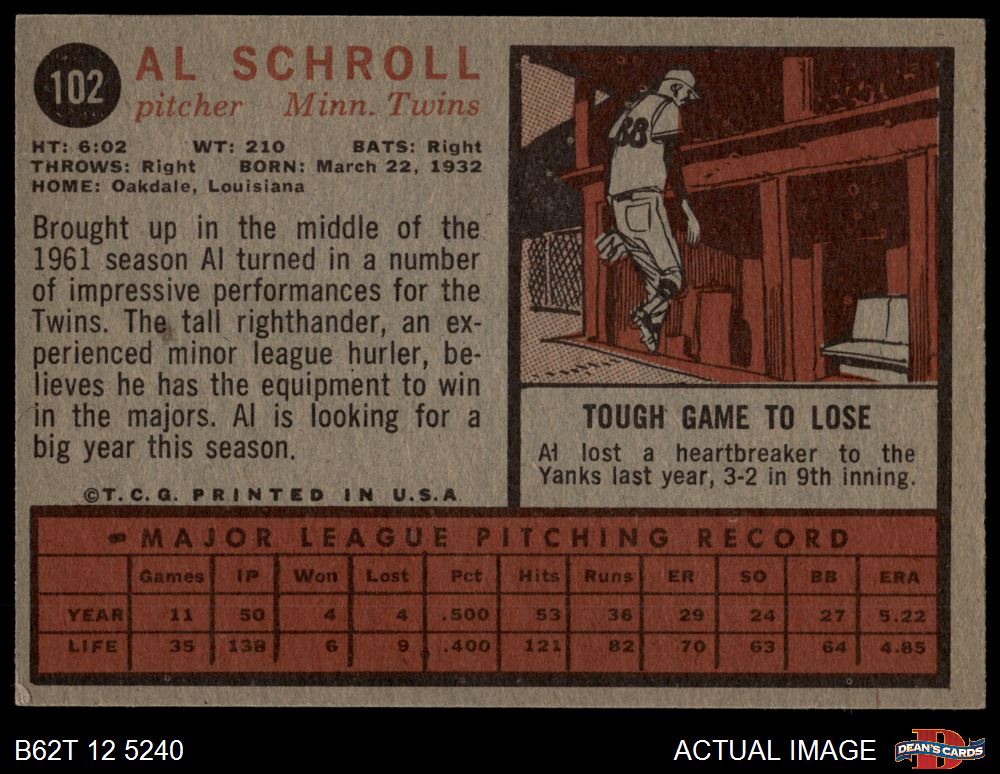 102
AL SCHROLL
pitcher Minn. Twins
HT: 6:02 WT: 210 BATS: Right
THROWS: Right BORN: March 22, 1932
HOME: Oakdale, Louisiana
Brought up in the middle of the
1961 season Al turned in a number
of impressive performances for the
Twins. The tall righthander, an ex-
perienced minor league hurler, be-
lieves he has the equipment to win
in the majors. Al is looking for a
big year this season.
©T.C.G. PRINTED IN U.S.A
88
TOUGH GAME TO LOSE
Al lost a heartbreaker to the
Yanks last year, 3-2 in 9th inning.
MAJOR LEAGUE PITCHING RECORD
Games IP Won Lost Pct Hits Runs ER SO BB ERA
YEAR 11 50 4 4 .500 53 36 29 24 27 5.22
LIFE 35 138 6 9 .400 121 82 70 63 64 4.85
B62T 12 5240
ACTUAL IMAGE
D
DEAN'S CARDS